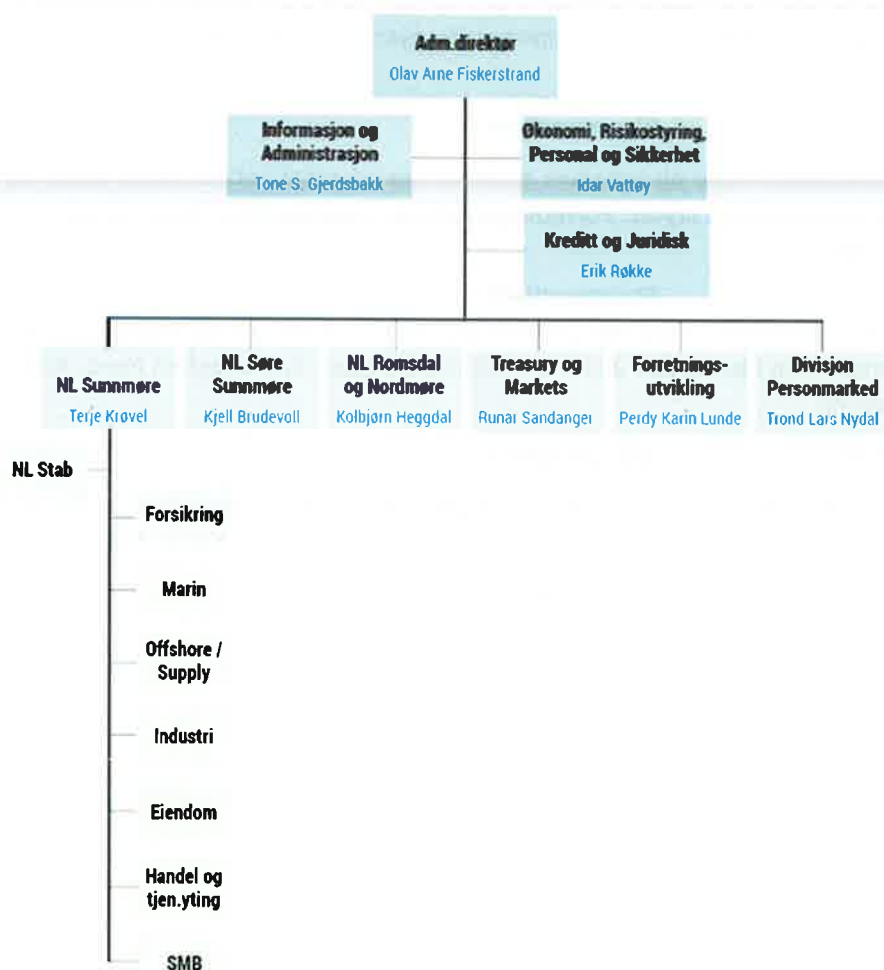 Adm.direktør
Olav Arne Fiskerstrand
Informasjon og
Administrasjon
Tone S. Gjerdsbakk
Økonomi, Risikostyring,
Personal og Sikkerhet
Idar Vattøy
Kreditt og Juridisk
Erik Røkke
NL Sunnmøre
Terje Krøvel
NL Søre
Sunnmøre
Kjell Brudevoll
NL Romsdal
og Nordmøre
Kolbjørn Heggdal
Treasury og
Markets
Runar Sandanger
Forretnings-
utvikling
Perdy Karin Lunde
Divisjon
Personmarked
Trond Lars Nydal
NL Stab
Forsikring
Marin
Offshore /
Supply
Industri
Eiendom
Handel og
tjen.yting
SMB